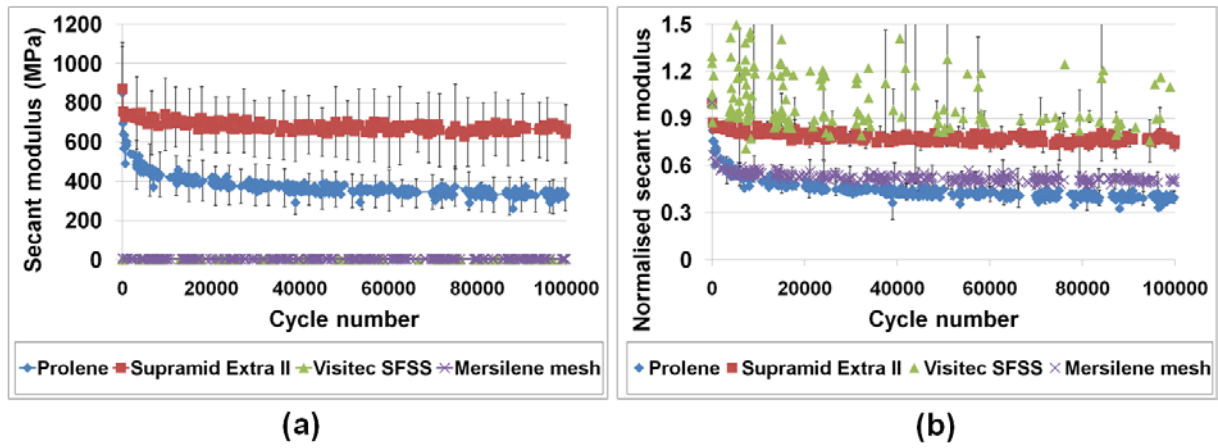 Secant modulus (MPa)
1200
1000
800
600
400
200
0
0 20000 40000 60000 80000 100000
Cycle number
Prolene Supramid Extra II Visitec SFSS Mersilene mesh
(a)
Normalised secant modulus
1.5
1.2
0.9
0.6
0.3
0
0 20000 40000 60000 80000 100000
Cycle number
Prolene Supramid Extra II Visitec SFSS Mersilene mesh
(b)